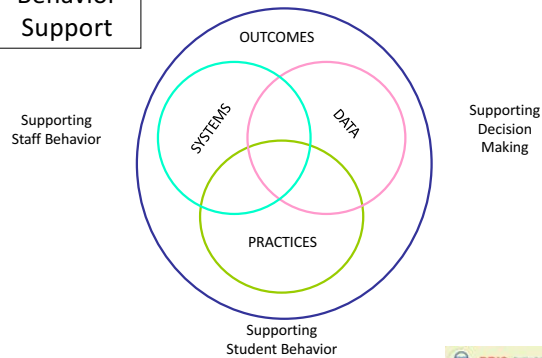 Behavior
Support
OUTCOMES
SYSTEMS
DATA
Supporting
Staff Behavior
Supporting
Decision
Making
PRACTICES
Supporting
Student Behavior